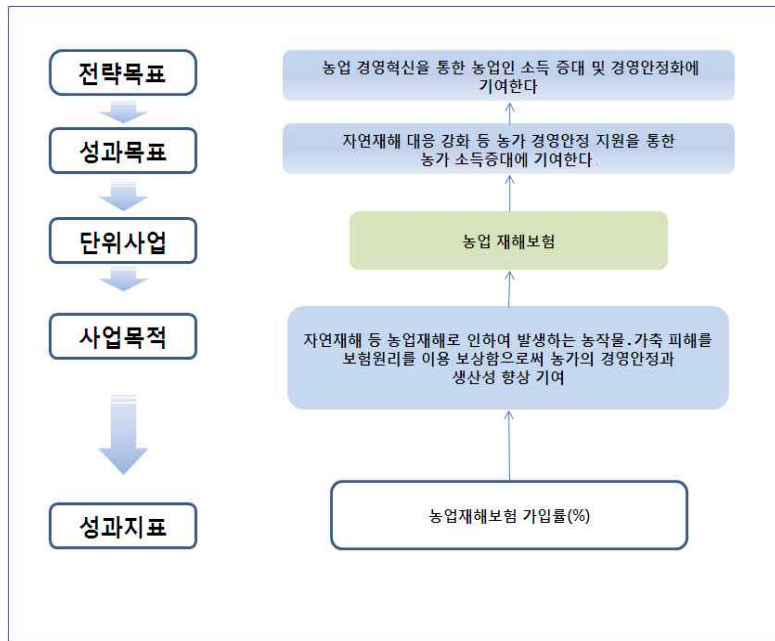 전략목표
농업 경영혁신을 통한 농업인 소득 증대 및 경영안정화에
기여한다
성과목표
자연재해 대응 강화 등 농가 경영안정 지원을 통한
농가 소득증대에 기여한다
단위사업
농업 재해보험
사업목적
자연재해 등 농업재해로 인하여 발생하는 농작물.가축 피해를
보험원리를 이용 보상함으로써 농가의 경영안정과
생산성 향상 기여
성과지표
농업재해보험 가입률(%)